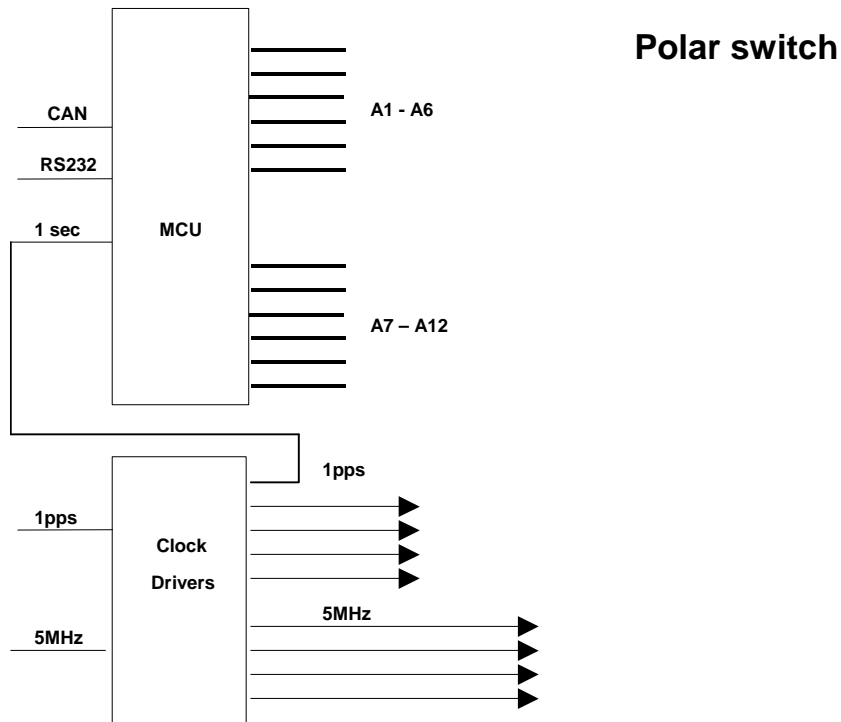 Polar switch
CAN
A1 - A6
RS232
1 sec
MCU
A7 – A12
1pps
1pps
Clock
Drivers
5MHz
5MHz